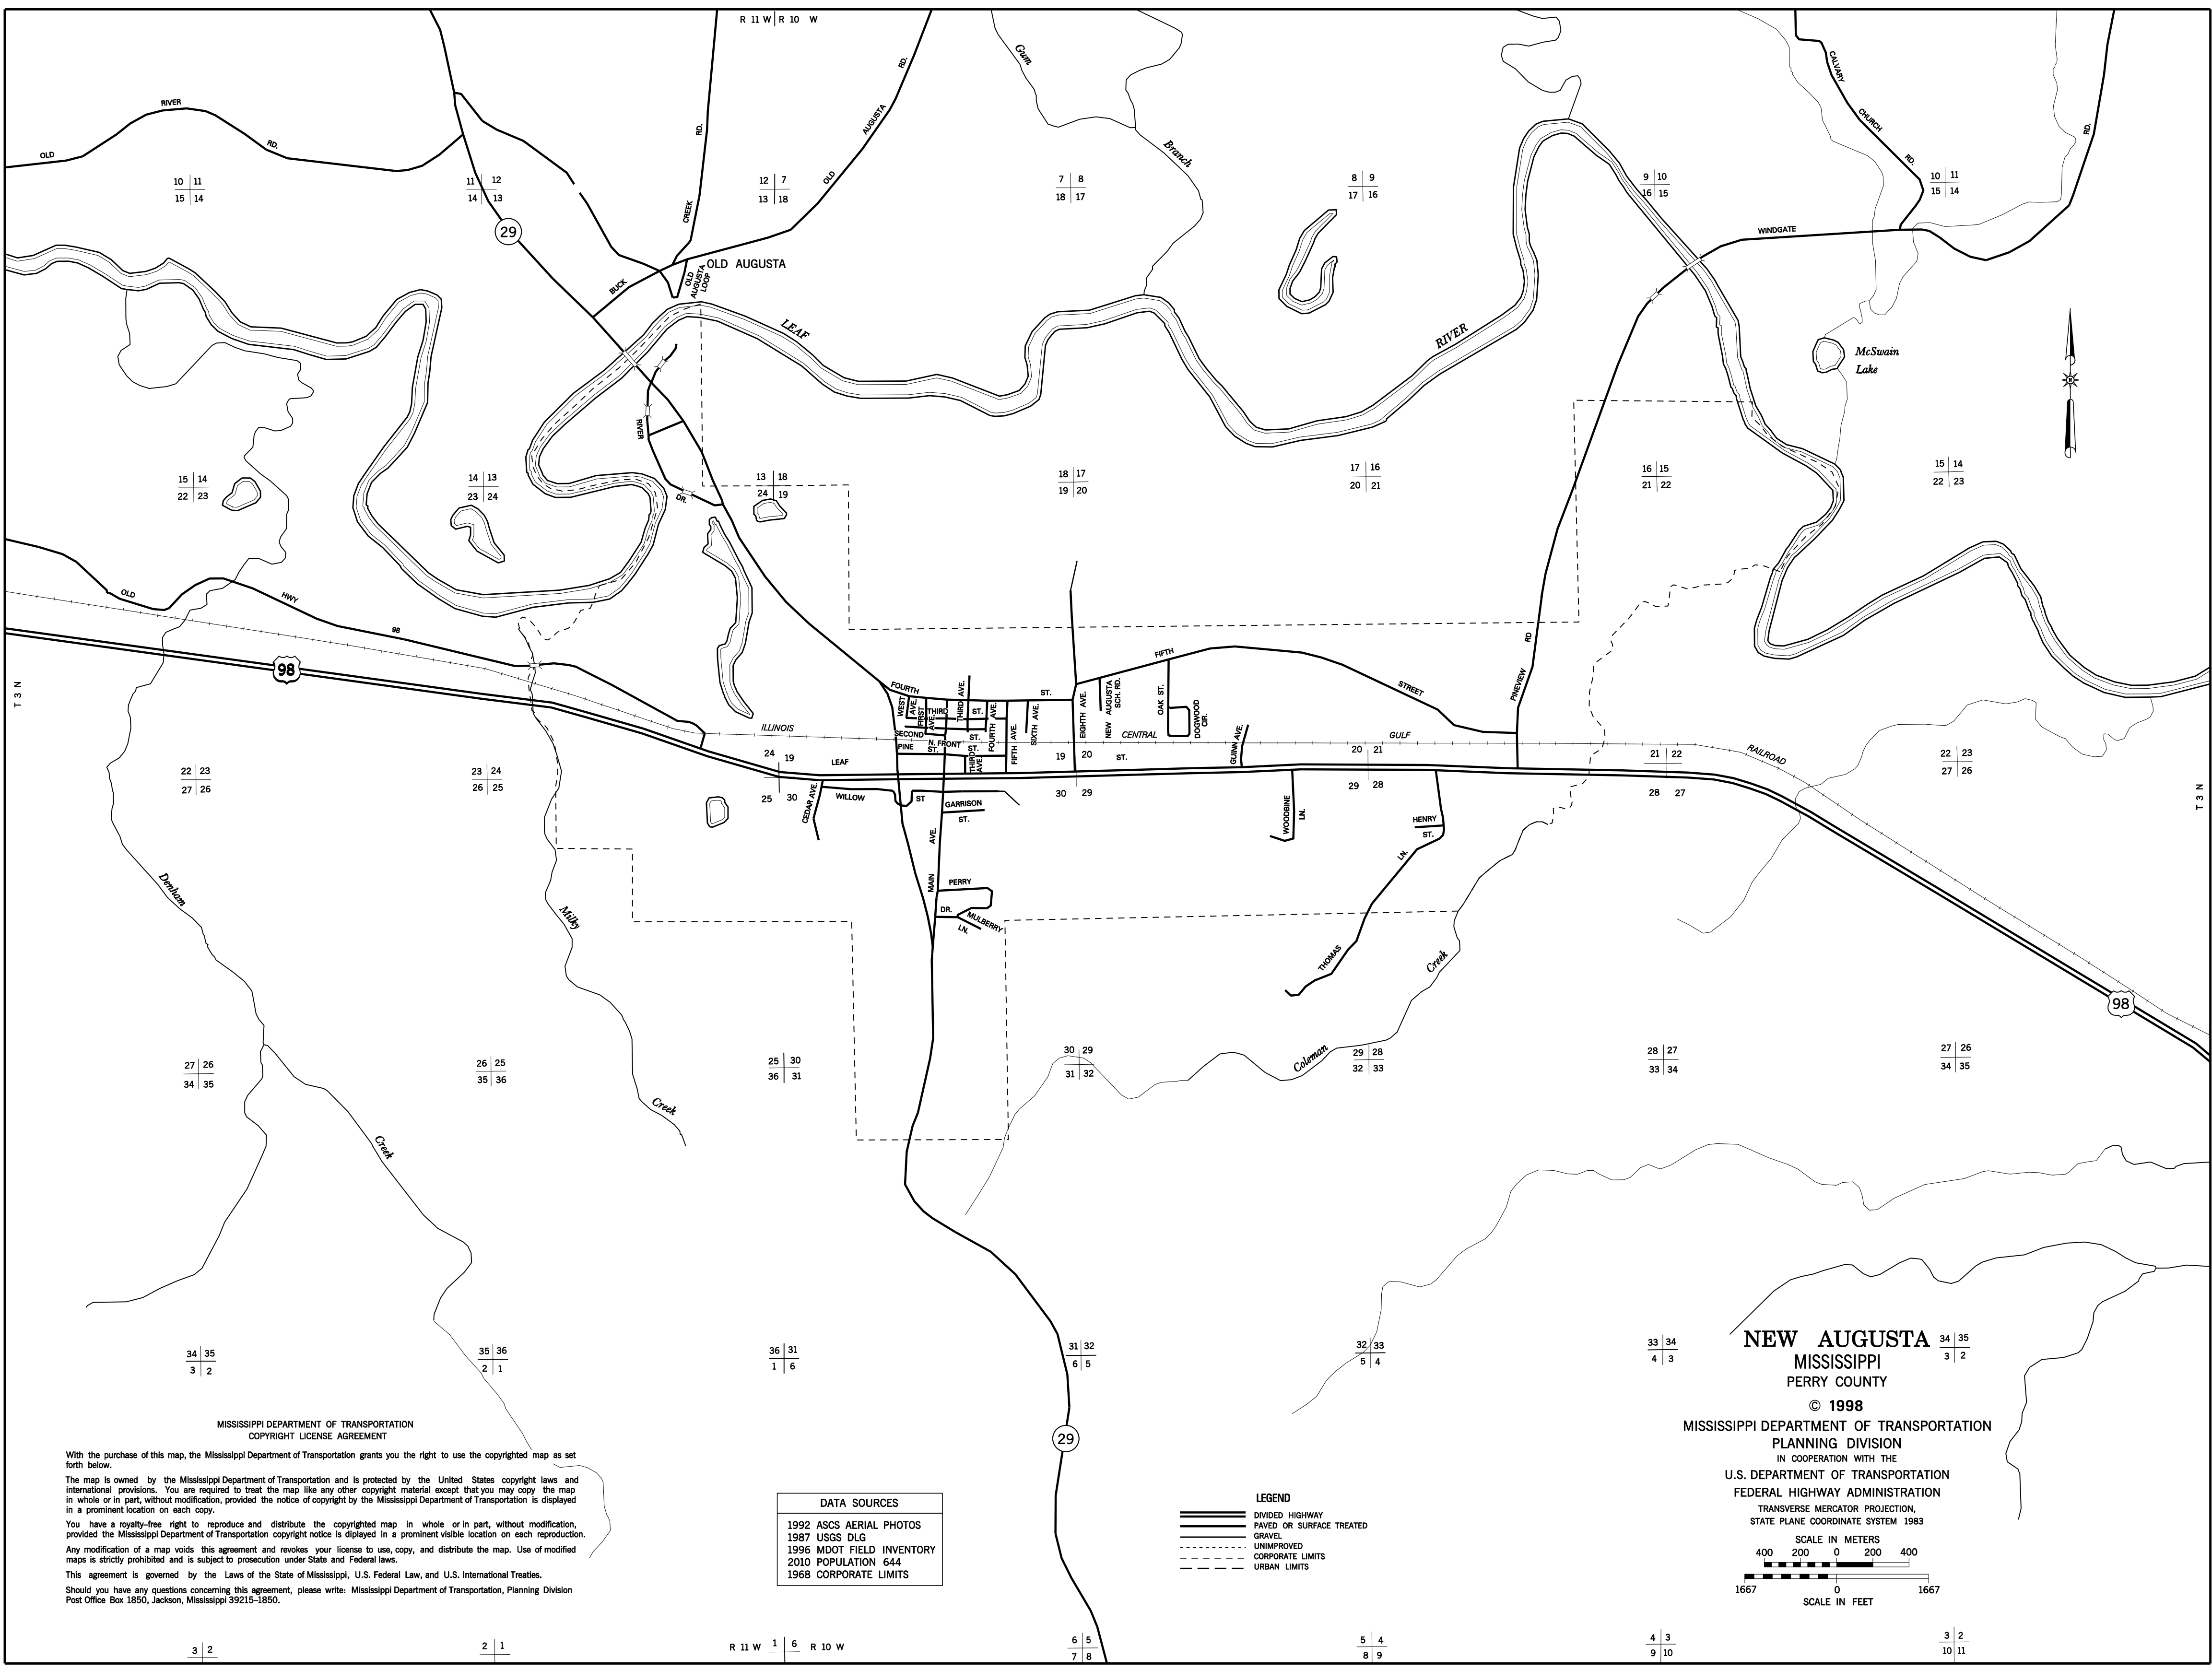 R 11 W R 10 W
Gum
RD.
CALVARY
RIVER
AUGUSTA
CHURCH
RD.
RD.
OLD
RD.
Branch
RD.
OLD
10 11
15 14
11 12
14 13
12 7
13 18
7 8
18 17
8 9
17 16
9 10
16 15
10 11
15 14
CREEK
29
WINDGATE
OLD AUGUSTA
OLD
AUGUSTA
LOOP
BUCK
LEAF
RIVER
McSwain
Lake
RIVER
DR.
15 14
22 23
14 13
23 24
13 18
24 19
18 17
19 20
17 16
20 21
16 15
21 22
15 14
22 23
OLD
HWY
98
98
T 3 N
FIFTH
STREET
PINEVIEW
RD
FOURTH
ST.
WEST
AVE.
FIRST
AVE.
THIRD
ST.
THIRD AVE.
FOURTH AVE.
FIFTH AVE.
SIXTH AVE.
EIGHTH AVE.
NEW AUGUSTA
SCH. RD.
OAK ST.
DOGWOOD
CIR.
GUINN AVE.
SECOND
ST.
PINE
ST.
N. FRONT
ST.
THIRD
AVE.
ILLINOIS
CENTRAL
GULF
RAILROAD
LEAF
ST.
24 19
25 30
19 20
30 29
20 21
29 28
21 22
28 27
22 23
27 26
22 23
27 26
23 24
26 25
T 3 N
CEDAR AVE.
WILLOW
ST
GARRISON
ST.
WOODBINE
LN.
HENRY
ST.
LN.
THOMAS
MAIN
AVE.
PERRY
DR.
MULBERRY
LN.
Denham
Milky
Creek
98
27 26
34 35
26 25
35 36
25 30
36 31
30 29
31 32
Coleman
29 28
32 33
28 27
33 34
27 26
34 35
Creek
Creek
34 35
3 2
35 36
2 1
36 31
1 6
31 32
6 5
32 33
5 4
33 34
4 3
34 35
3 2
29
NEW AUGUSTA
MISSISSIPPI
PERRY COUNTY
© 1998
MISSISSIPPI DEPARTMENT OF TRANSPORTATION
PLANNING DIVISION
IN COOPERATION WITH THE
U.S. DEPARTMENT OF TRANSPORTATION
FEDERAL HIGHWAY ADMINISTRATION
TRANSVERSE MERCATOR PROJECTION,
STATE PLANE COORDINATE SYSTEM 1983
SCALE IN METERS
400 200 0 200 400
1667 0 1667
SCALE IN FEET
MISSISSIPPI DEPARTMENT OF TRANSPORTATION
COPYRIGHT LICENSE AGREEMENT
With the purchase of this map, the Mississippi Department of Transportation grants you the right to use the copyrighted map as set
forth below.
The map is owned by the Mississippi Department of Transportation and is protected by the United States copyright laws and
international provisions. You are required to treat the map like any other copyright material except that you may copy the map
in whole or in part, without modification, provided the notice of copyright by the Mississippi Department of Transportation is displayed
in a prominent location on each copy.
You have a royalty-free right to reproduce and distribute the copyrighted map in whole or in part, without modification,
provided the Mississippi Department of Transportation copyright notice is diplayed in a prominent visible location on each reproduction.
Any modification of a map voids this agreement and revokes your license to use, copy, and distribute the map. Use of modified
maps is strictly prohibited and is subject to prosecution under State and Federal laws.
This agreement is governed by the Laws of the State of Mississippi, U.S. Federal Law, and U.S. International Treaties.
Should you have any questions concerning this agreement, please write: Mississippi Department of Transportation, Planning Division
Post Office Box 1850, Jackson, Mississippi 39215-1850.
DATA SOURCES
1992 ASCS AERIAL PHOTOS
1987 USGS DLG
1996 MDOT FIELD INVENTORY
2010 POPULATION 644
1968 CORPORATE LIMITS
LEGEND
DIVIDED HIGHWAY
PAVED OR SURFACE TREATED
GRAVEL
UNIMPROVED
CORPORATE LIMITS
URBAN LIMITS
3 2
2 1
R 11 W 1 6 R 10 W
6 5
7 8
5 4
8 9
4 3
9 10
3 2
10 11